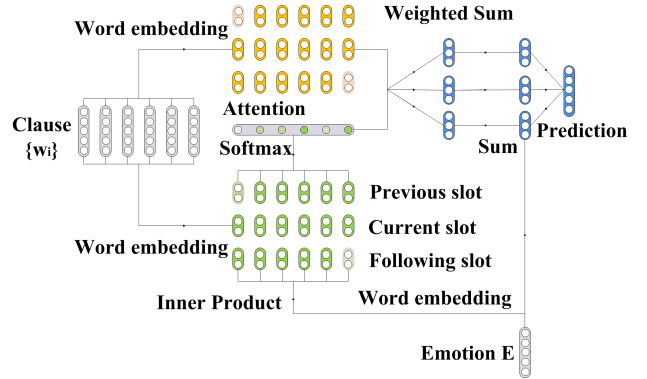 Weighted Sum
Word embedding
Attention
Clause
{wi}
Softmax
Prediction
Sum
Previous slot
Current slot
Word embedding
Following slot
Inner Product
Word embedding
Emotion E